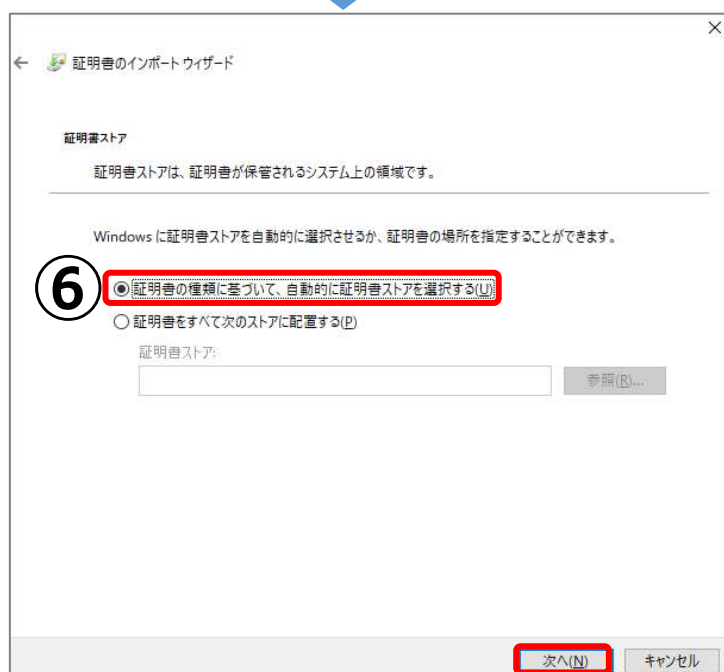 証明書のインポート ウィザード
証明書ストア
証明書ストアは、証明書が保管されるシステム上の領域です。
Windows に証明書ストアを自動的に選択させるか、証明書の場所を指定することができます。
⑥
証明書の種類に基づいて、自動的に証明書ストアを選択する(U)
証明書をすべて次のストアに配置する(P)
証明書ストア:
参照(R)...
次へ(N)
キャンセル